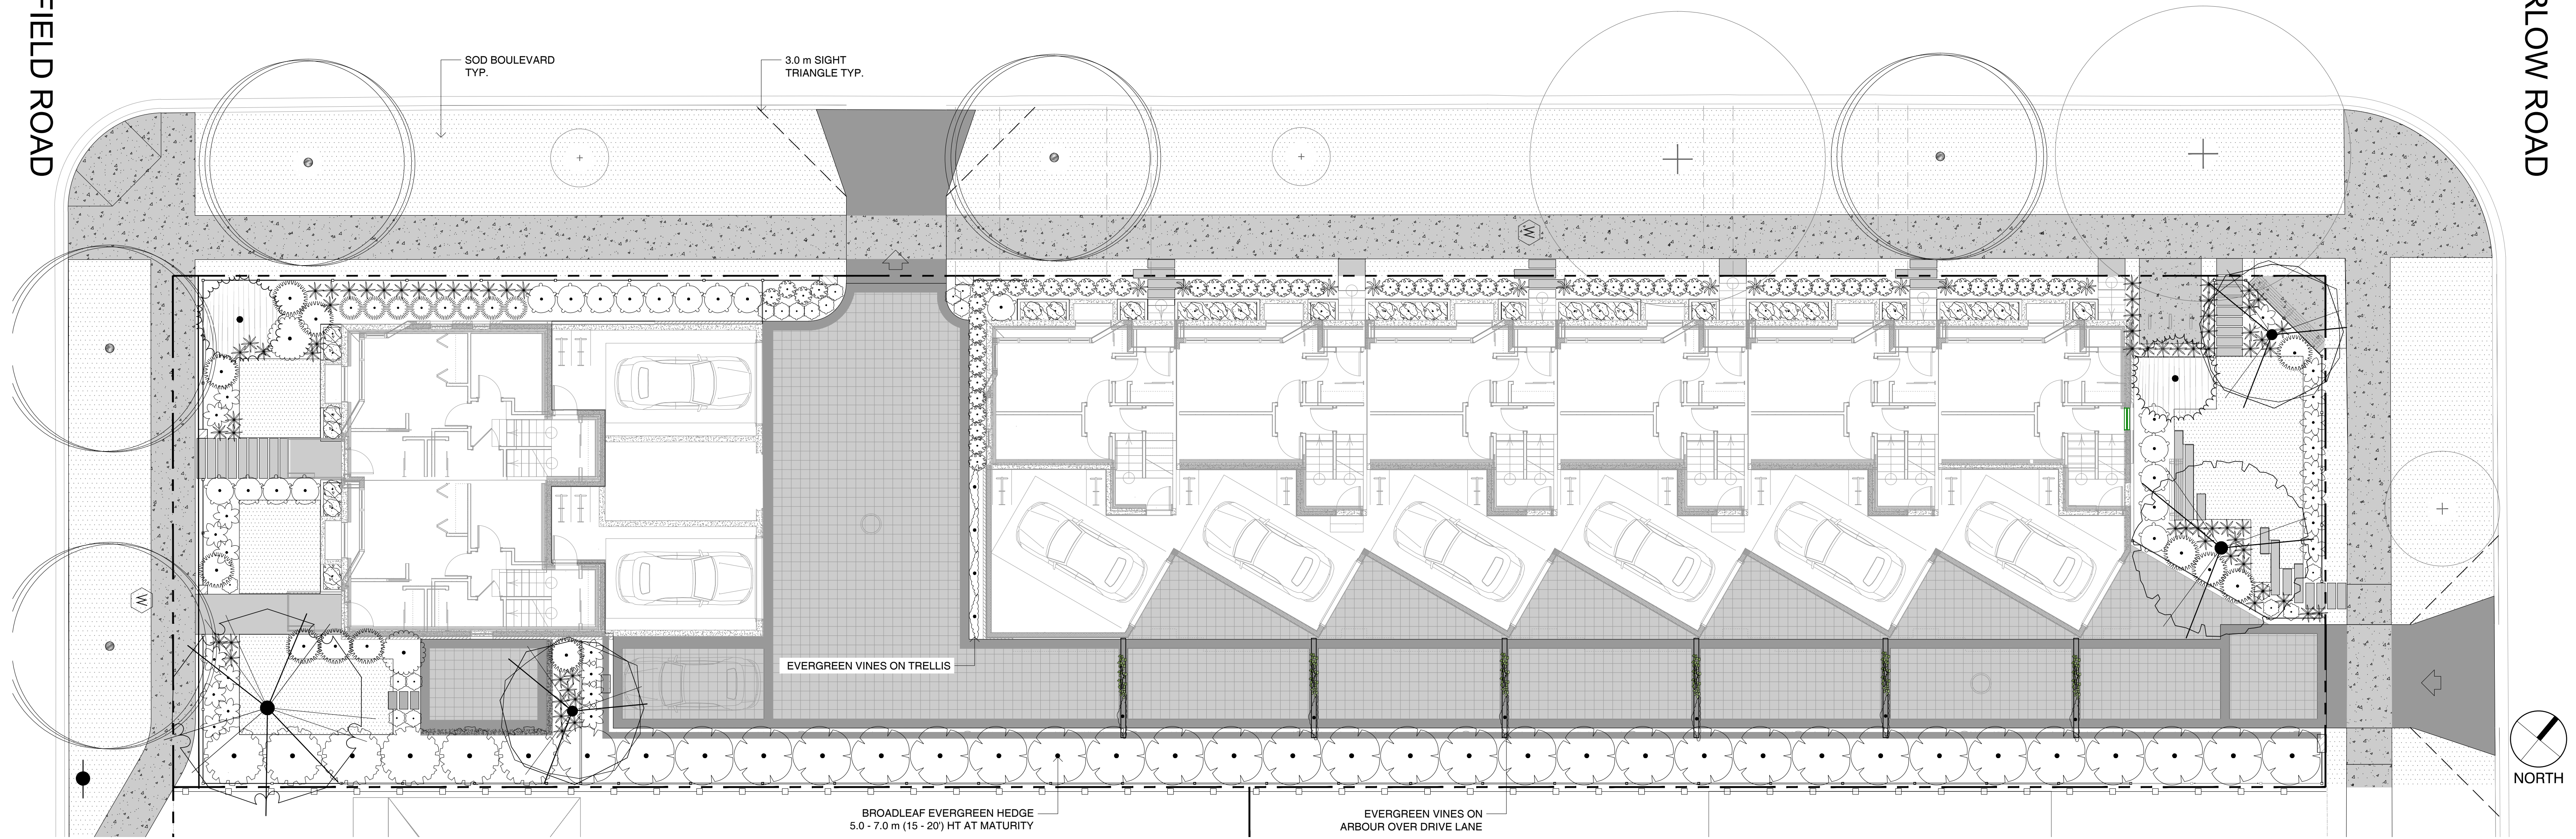 FIELD ROAD
SOD BOULEVARD
TYP.
3.0 m SIGHT
TRIANGLE TYP.
RLOW ROAD
W
W
EVERGREEN VINES ON TRELLIS
BROADLEAF EVERGREEN HEDGE
5.0 - 7.0 m (15 - 20') HT AT MATURITY
EVERGREEN VINES ON
ARBOUR OVER DRIVE LANE
NORTH